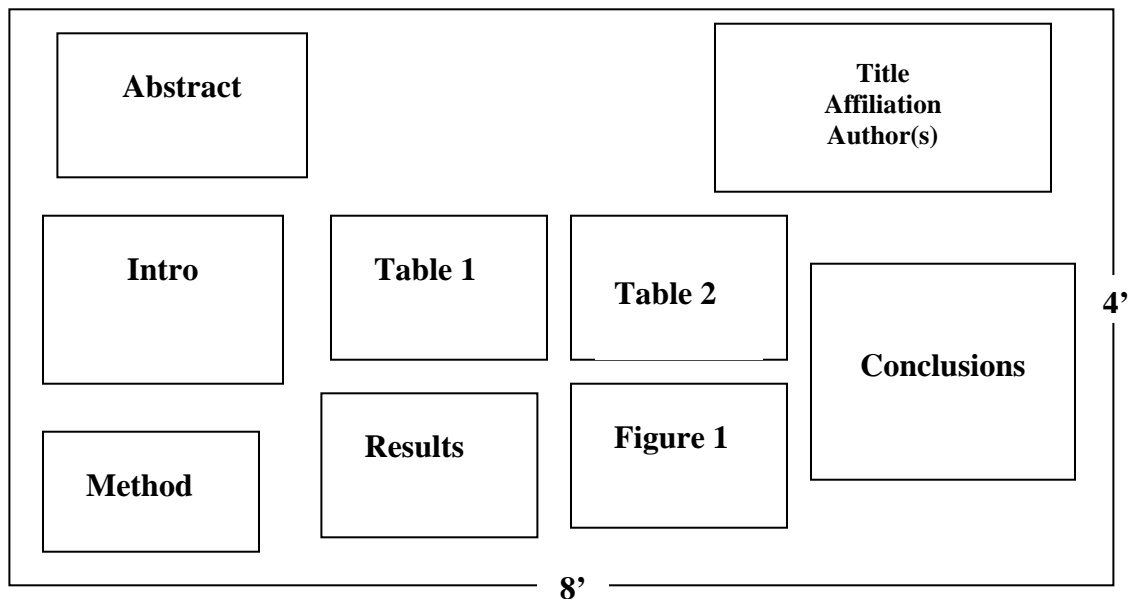 Abstract
Title
Affiliation
Author(s)
Intro
Table 1
Table 2
4’
Conclusions
Results
Figure 1
Method
8’